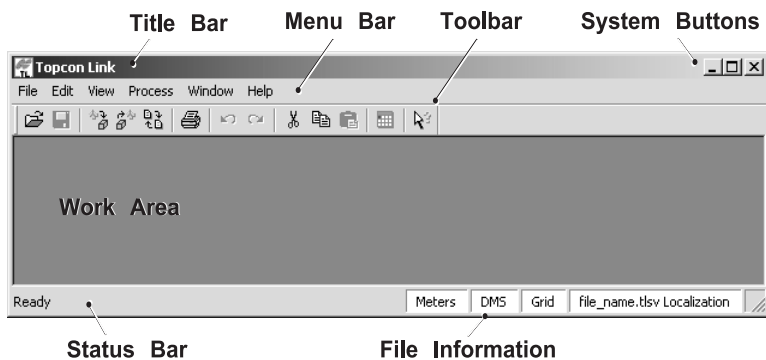 Title Bar Menu Bar Toolbar System Buttons
TL Topcon Link
File Edit View Process Window Help
Work Area
Ready Meters DMS Grid file_name.tlsv Localization
Status Bar File Information